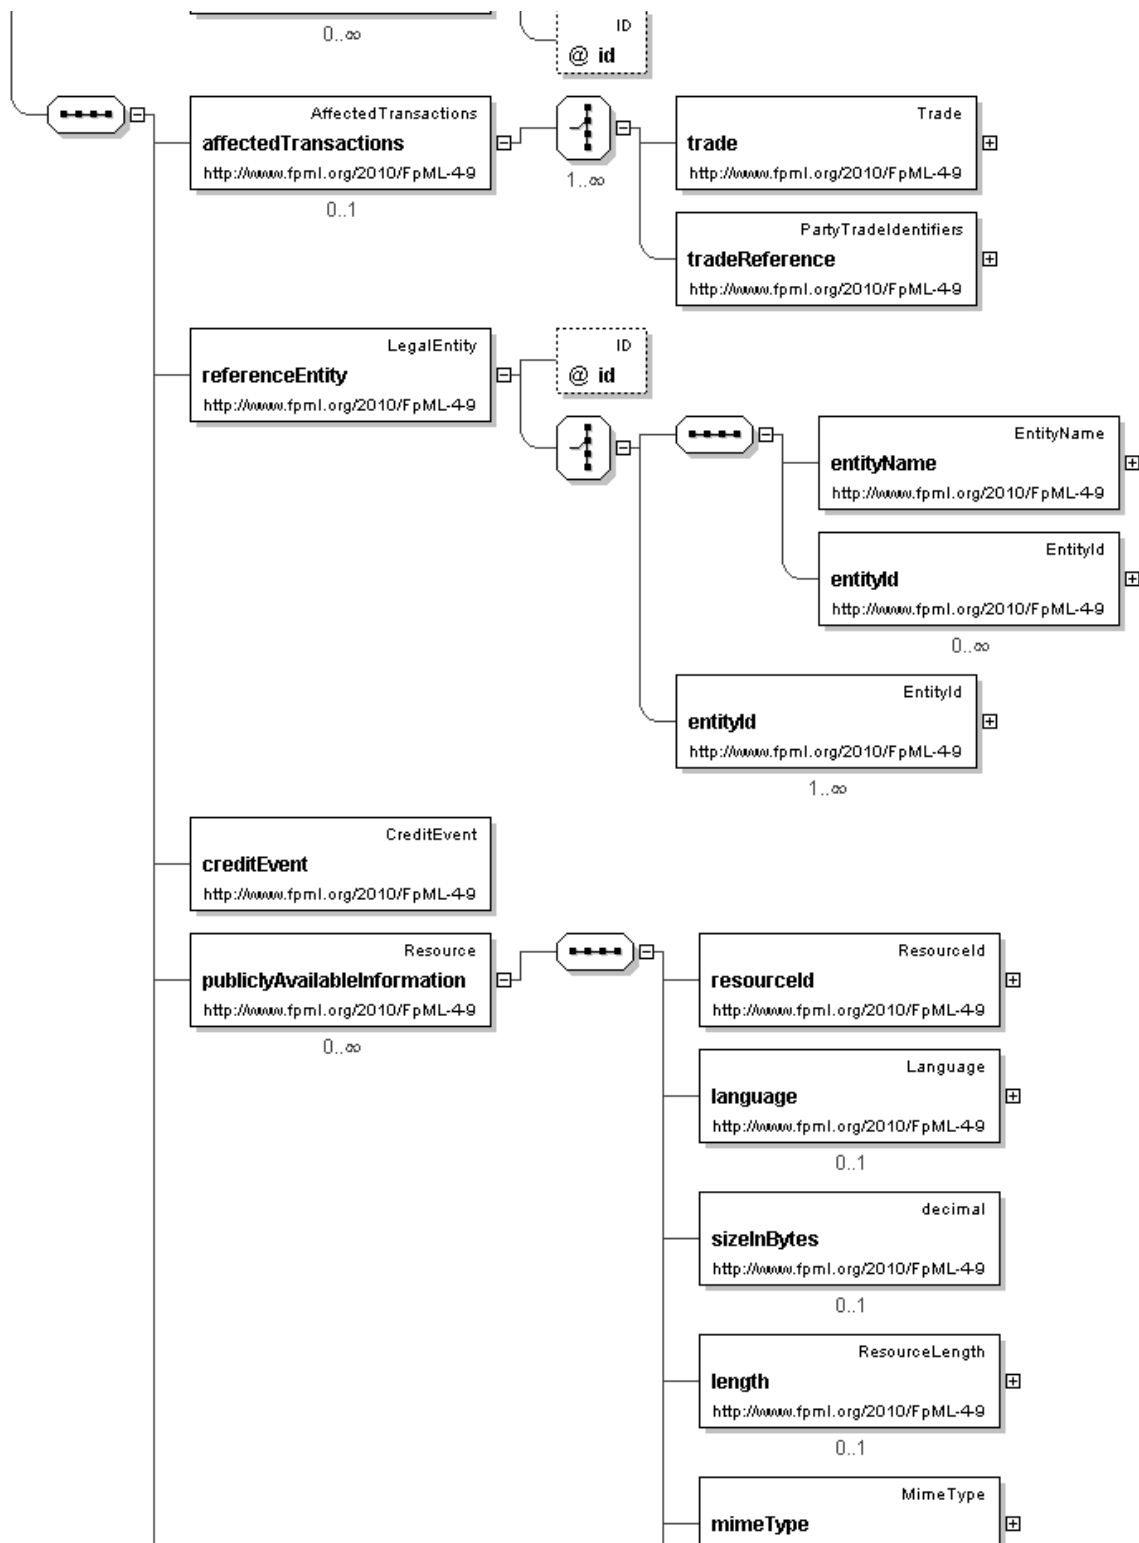 0..∞
ID
@ id
AffectedTransactions
affectedTransactions
http://www.fpml.org/2010/FpML-4-9
0..1
1..∞
Trade
trade
http://www.fpml.org/2010/FpML-4-9
PartyTradeIdentifiers
tradeReference
http://www.fpml.org/2010/FpML-4-9
LegalEntity
referenceEntity
http://www.fpml.org/2010/FpML-4-9
ID
@ id
EntityName
entityName
http://www.fpml.org/2010/FpML-4-9
EntityId
entityId
http://www.fpml.org/2010/FpML-4-9
0..∞
EntityId
entityId
http://www.fpml.org/2010/FpML-4-9
1..∞
CreditEvent
creditEvent
http://www.fpml.org/2010/FpML-4-9
Resource
publiclyAvailableInformation
http://www.fpml.org/2010/FpML-4-9
0..∞
ResourceId
resourceId
http://www.fpml.org/2010/FpML-4-9
Language
language
http://www.fpml.org/2010/FpML-4-9
0..1
decimal
sizeInBytes
http://www.fpml.org/2010/FpML-4-9
0..1
ResourceLength
length
http://www.fpml.org/2010/FpML-4-9
0..1
MimeType
mimeType